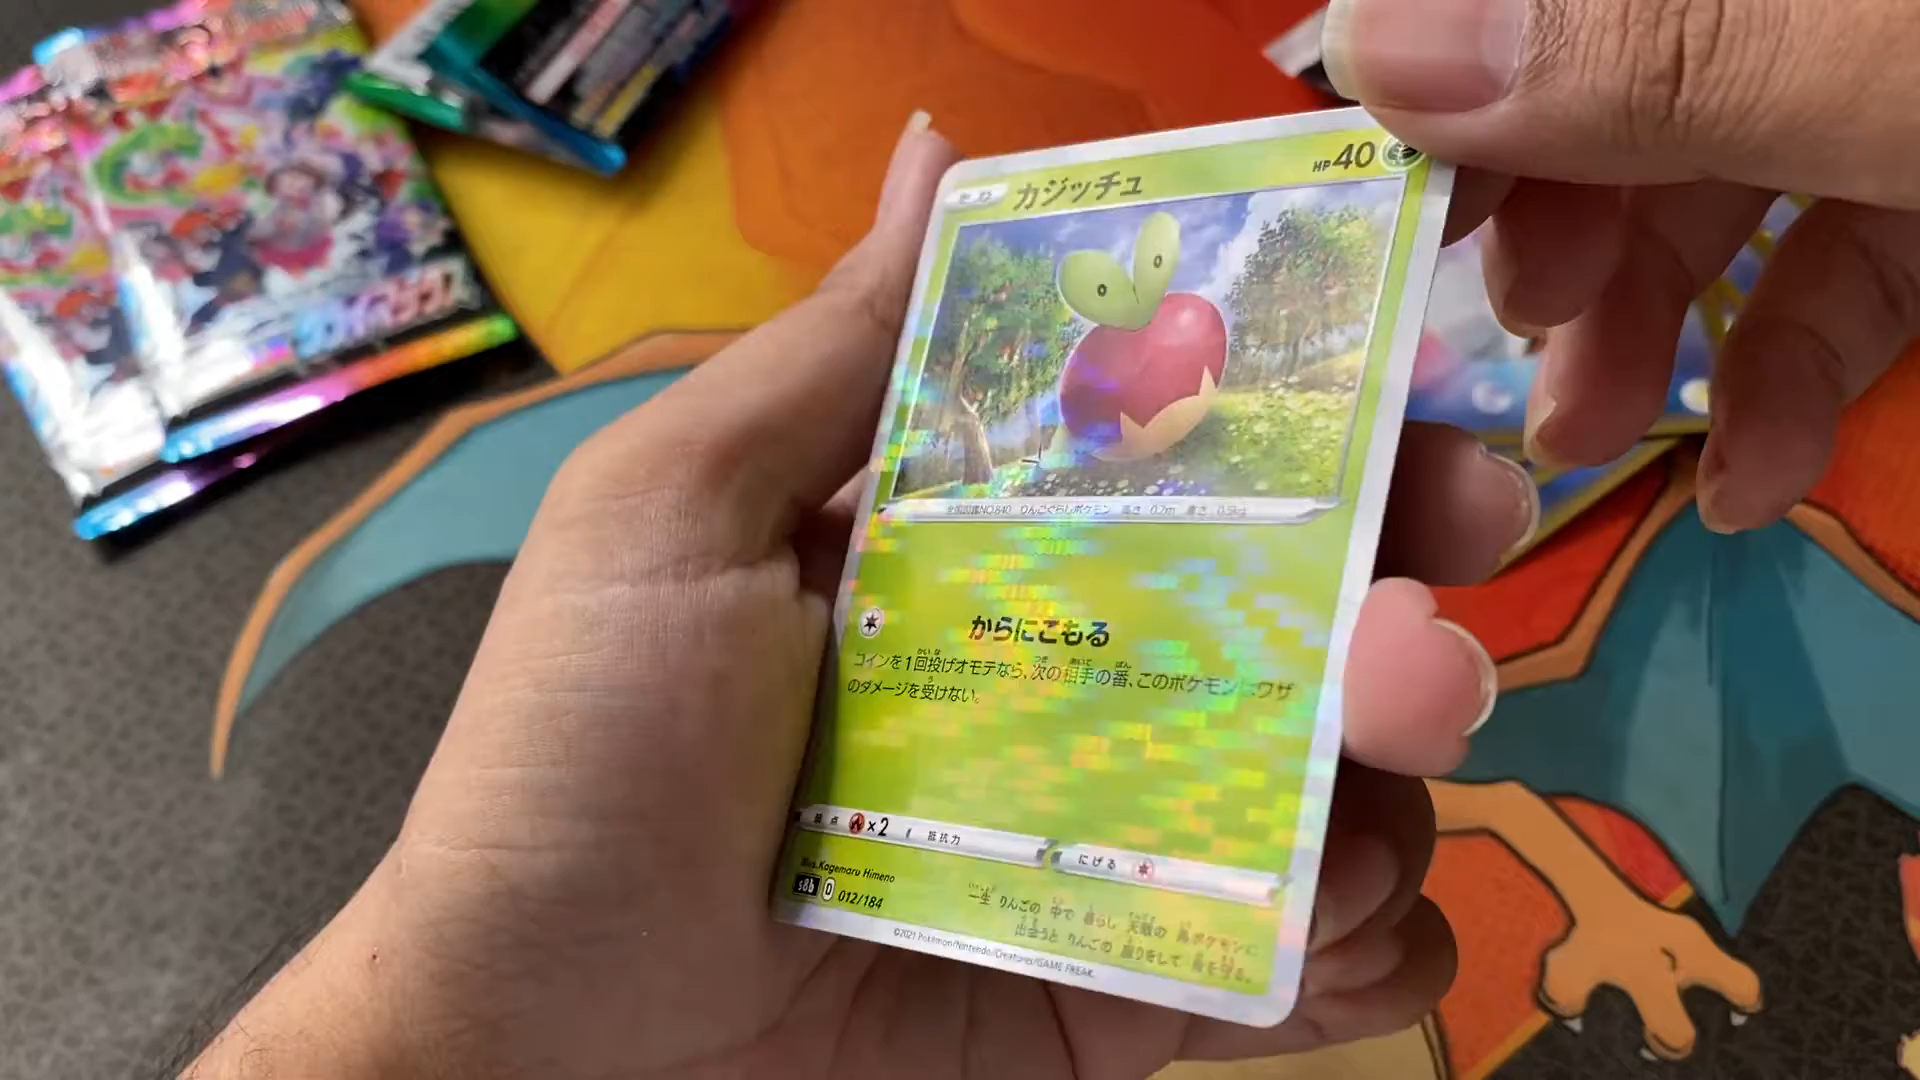 たね カジッチュ HP40
全国図鑑NO.840 りんごぐらしポケモン 高さ 0.2m 重さ 0.5kg
からにこもる
コインを1回投げオモテなら、次の相手の番、このポケモンはワザ
のダメージを受けない。
弱点 ×2 抵抗力 にげる
Illus. Kagemaru Himeno
s8b D 012/184
一生 りんごの 中で 暮らし 天敵の 鳥ポケモンに
出会うと りんごの 振りをして 身を守る。
©2021 Pokémon/Nintendo/Creatures/GAME FREAK.